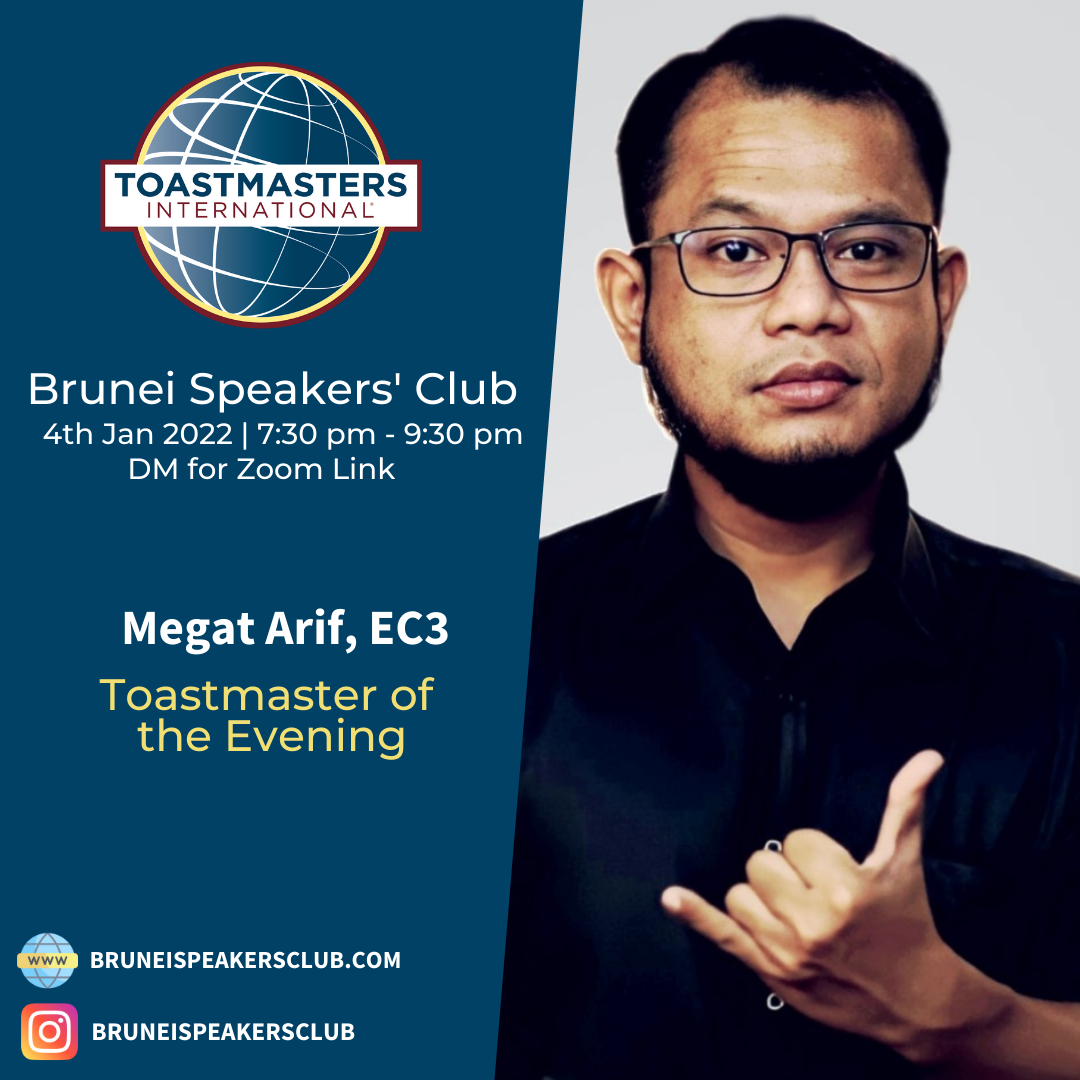 TOASTMASTERS
INTERNATIONAL
Brunei Speakers' Club
4th Jan 2022 | 7:30 pm - 9:30 pm
DM for Zoom Link
Megat Arif, EC3
Toastmaster of
the Evening
WWW
BRUNEISPEAKERSCLUB.COM
BRUNEISPEAKERSCLUB